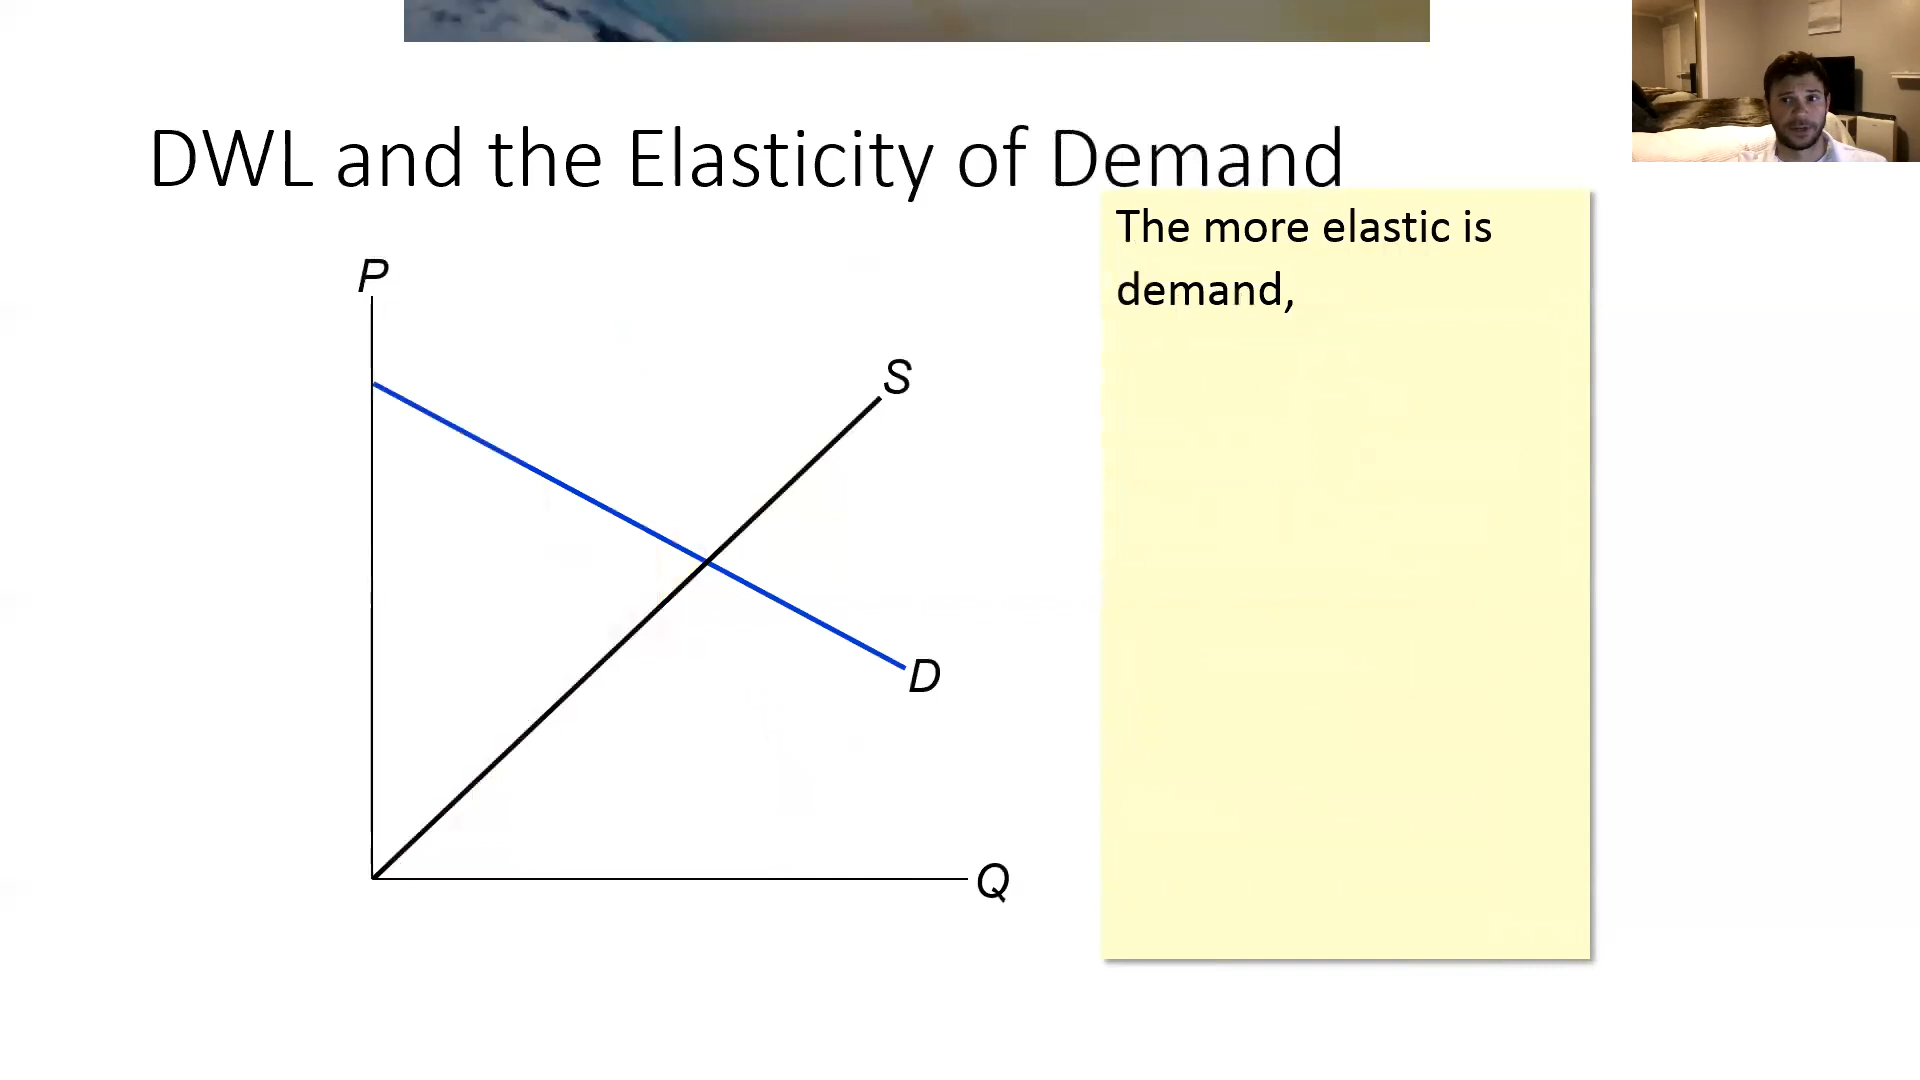 DWL and the Elasticity of Demand
The more elastic is
demand,
P
S
D
Q